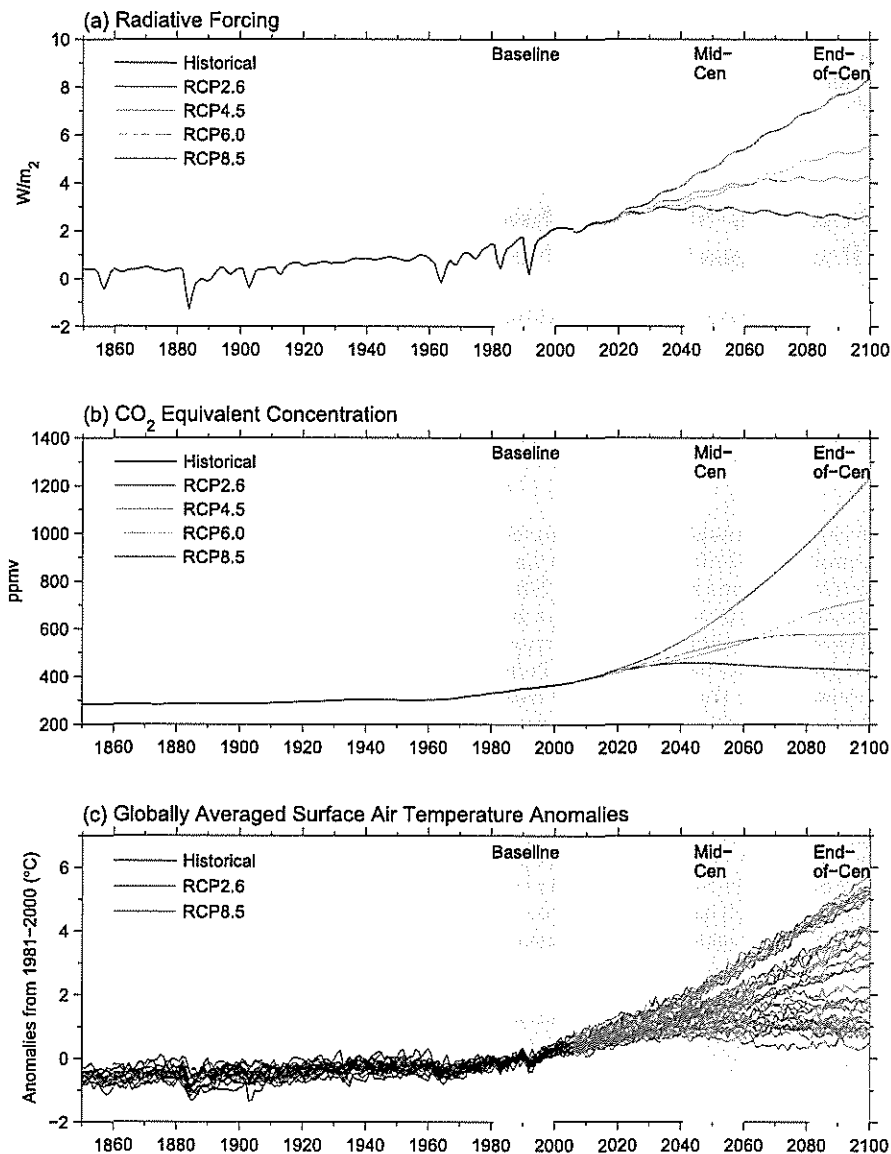 (a) Radiative Forcing
10
8
6
4
2
0
−2
W/m2
Historical
RCP2.6
RCP4.5
RCP6.0
RCP8.5
Baseline
Mid−
Cen
End−
of−Cen
1860 1880 1900 1920 1940 1960 1980 2000 2020 2040 2060 2080 2100
(b) CO2 Equivalent Concentration
1400
1200
1000
800
600
400
200
ppmv
Historical
RCP2.6
RCP4.5
RCP6.0
RCP8.5
Baseline
Mid−
Cen
End−
of−Cen
1860 1880 1900 1920 1940 1960 1980 2000 2020 2040 2060 2080 2100
(c) Globally Averaged Surface Air Temperature Anomalies
6
4
2
0
−2
Anomalies from 1981−2000 (°C)
Historical
RCP2.6
RCP8.5
Baseline
Mid−
Cen
End−
of−Cen
1860 1880 1900 1920 1940 1960 1980 2000 2020 2040 2060 2080 2100